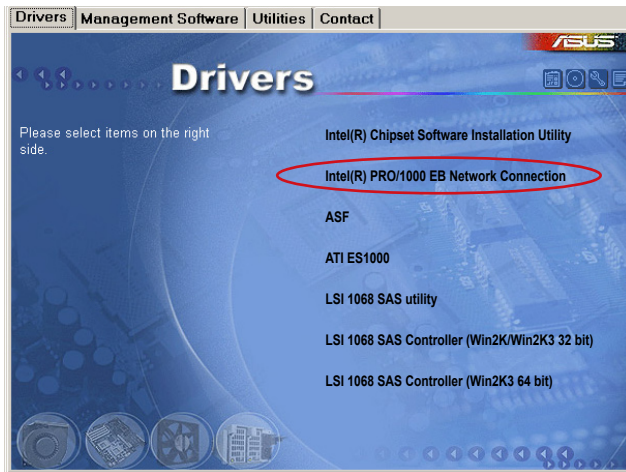 Drivers Management Software Utilities Contact
ASUS
Drivers
Please select items on the right
side.
Intel(R) Chipset Software Installation Utility
Intel(R) PRO/1000 EB Network Connection
ASF
ATI ES1000
LSI 1068 SAS utility
LSI 1068 SAS Controller (Win2K/Win2K3 32 bit)
LSI 1068 SAS Controller (Win2K3 64 bit)